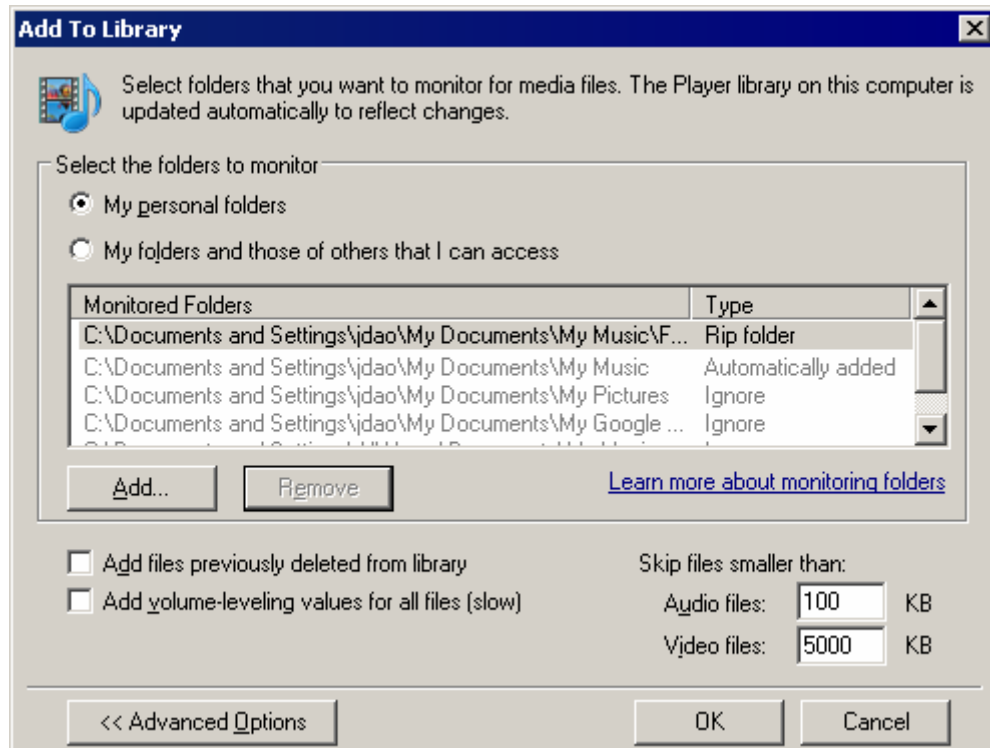 Add To Library
Select folders that you want to monitor for media files. The Player library on this computer is
updated automatically to reflect changes.
Select the folders to monitor
My personal folders
My folders and those of others that I can access
Monitored Folders Type
C:\Documents and Settings\jdao\My Documents\My Music\F... Rip folder
C:\Documents and Settings\jdao\My Documents\My Music Automatically added
C:\Documents and Settings\jdao\My Documents\My Pictures Ignore
C:\Documents and Settings\jdao\My Documents\My Google ... Ignore
Add... Remove Learn more about monitoring folders
Add files previously deleted from library Skip files smaller than:
Add volume-leveling values for all files (slow) Audio files: 100 KB
Video files: 5000 KB
<< Advanced Options OK Cancel